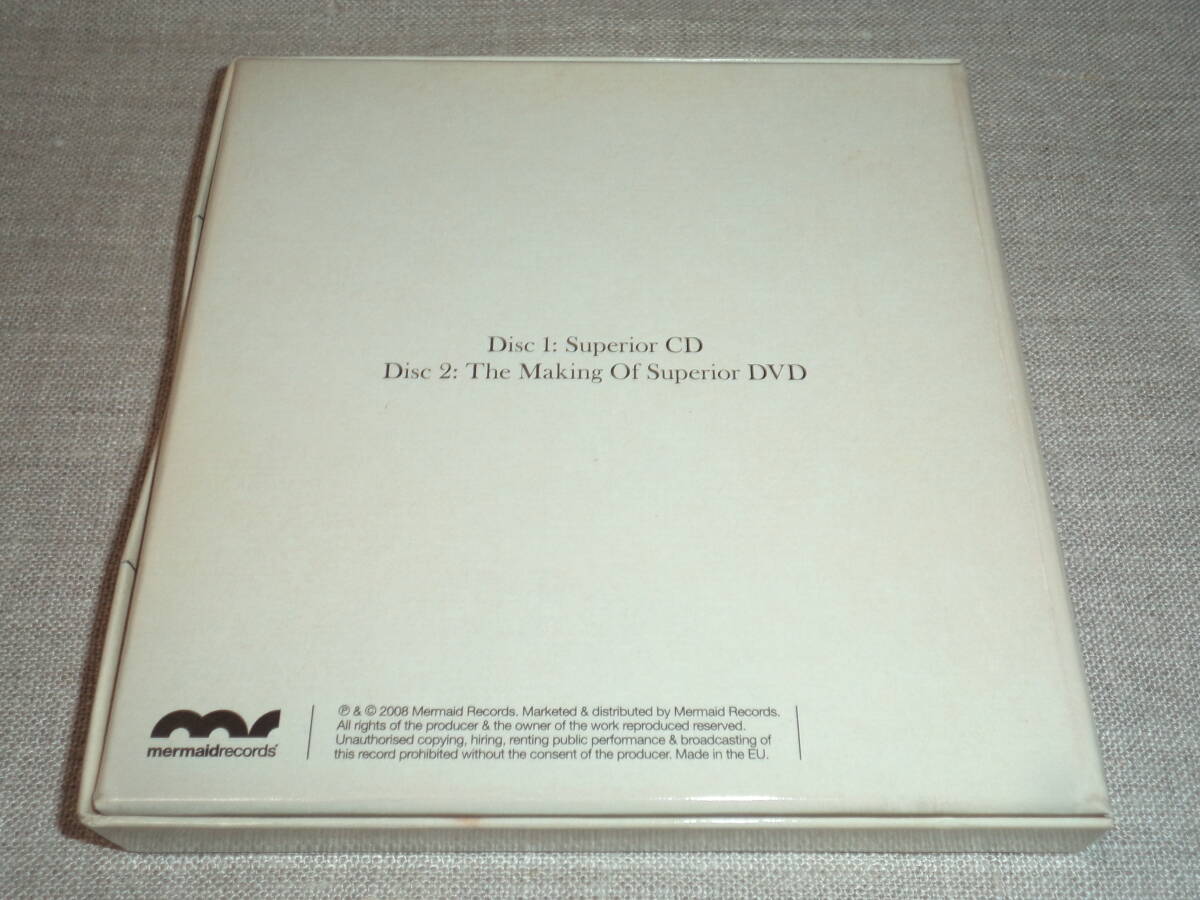 Disc 1: Superior CD
Disc 2: The Making Of Superior DVD
mr
mermaidrecords
℗ & © 2008 Mermaid Records. Marketed & distributed by Mermaid Records.
All rights of the producer & the owner of the work reproduced reserved.
Unauthorised copying, hiring, renting public performance & broadcasting of
this record prohibited without the consent of the producer. Made in the EU.